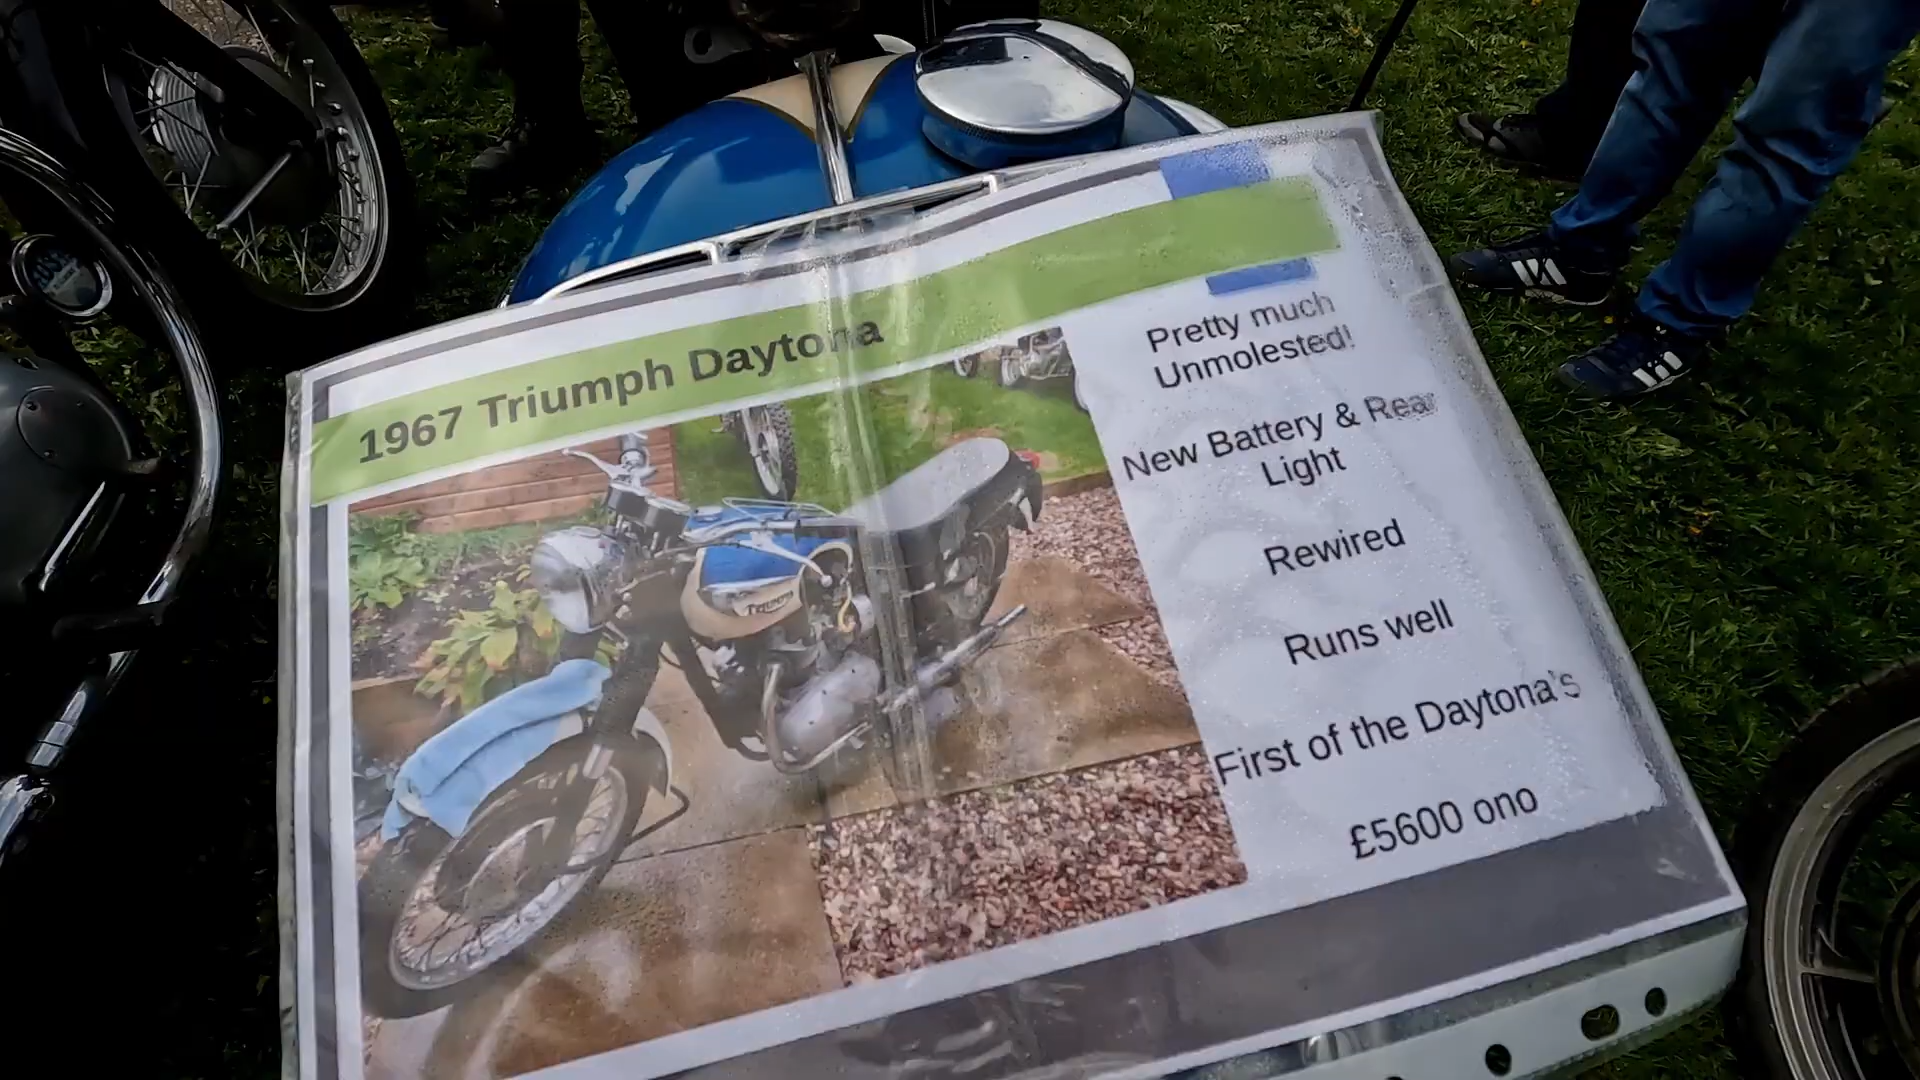 1967 Triumph Daytona
TRIUMPH
Pretty much
Unmolested!
New Battery & Rear
Light
Rewired
Runs well
First of the Daytona's
£5600 ono